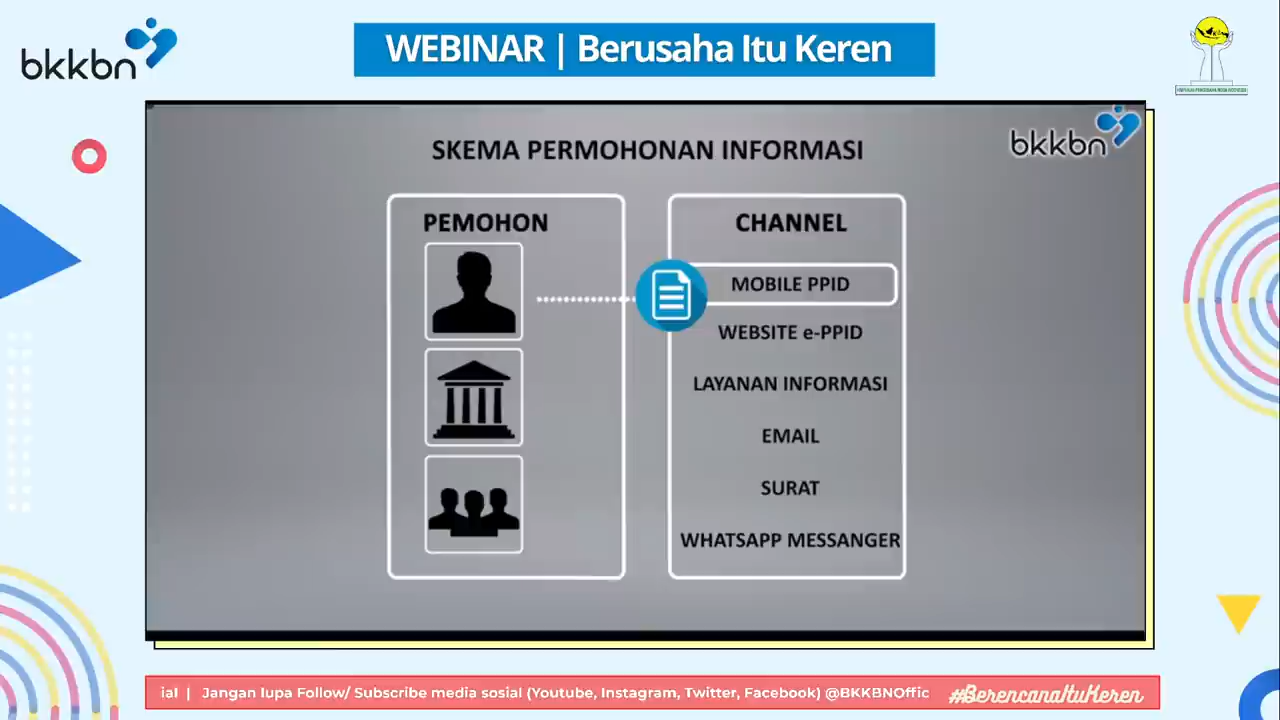 bkkbn
WEBINAR | Berusaha Itu Keren
bkkbn
SKEMA PERMOHONAN INFORMASI
PEMOHON
CHANNEL
MOBILE PPID
WEBSITE e-PPID
LAYANAN INFORMASI
EMAIL
SURAT
WHATSAPP MESSANGER
ial | Jangan lupa Follow/ Subscribe media sosial (Youtube, Instagram, Twitter, Facebook) @BKKBNOffic
#BerencanaItuKeren